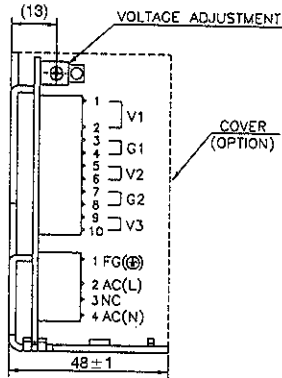 (13)
VOLTAGE ADJUSTMENT
1
V1
2
3
G1
4
5
V2
6
7
G2
8
9
V3
10
COVER
(OPTION)
1 FG(⏚)
2 AC(L)
3 NC
4 AC(N)
48±1